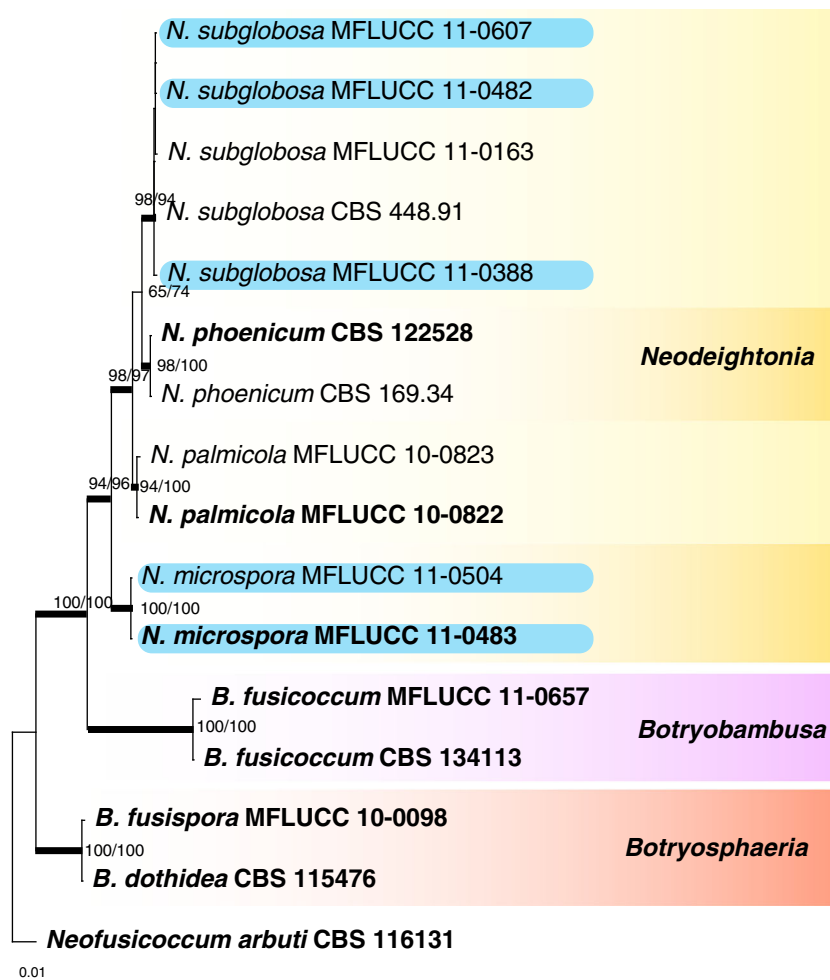 N. subglobosa MFLUCC 11-0607
N. subglobosa MFLUCC 11-0482
N. subglobosa MFLUCC 11-0163
98/94
N. subglobosa CBS 448.91
N. subglobosa MFLUCC 11-0388
65/74
N. phoenicum CBS 122528
Neodeightonia
98/100
98/97
N. phoenicum CBS 169.34
N. palmicola MFLUCC 10-0823
94/96
94/100
N. palmicola MFLUCC 10-0822
N. microspora MFLUCC 11-0504
100/100
100/100
N. microspora MFLUCC 11-0483
B. fusicoccum MFLUCC 11-0657
100/100
Botryobambusa
B. fusicoccum CBS 134113
B. fusispora MFLUCC 10-0098
100/100
Botryosphaeria
B. dothidea CBS 115476
Neofusicoccum arbuti CBS 116131
0.01